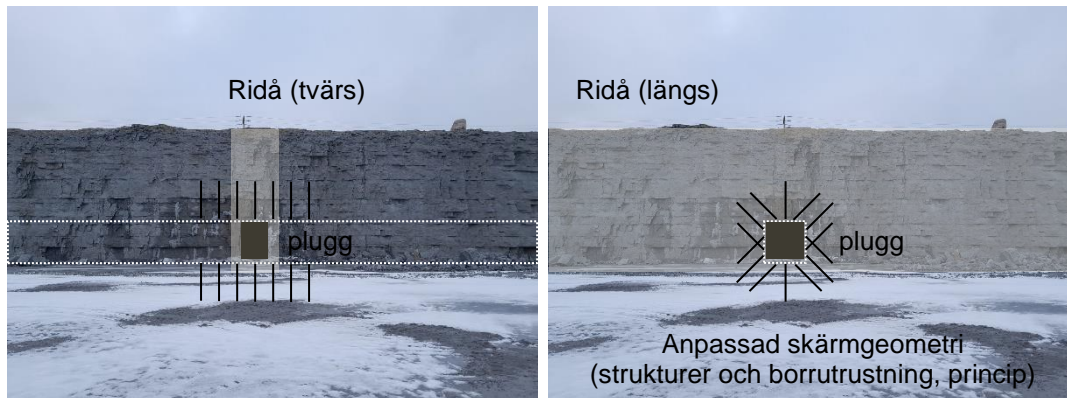 Ridå (tvärs)
plugg
Ridå (längs)
plugg
Anpassad skärmgeometri
(strukturer och borrutrustning, princip)